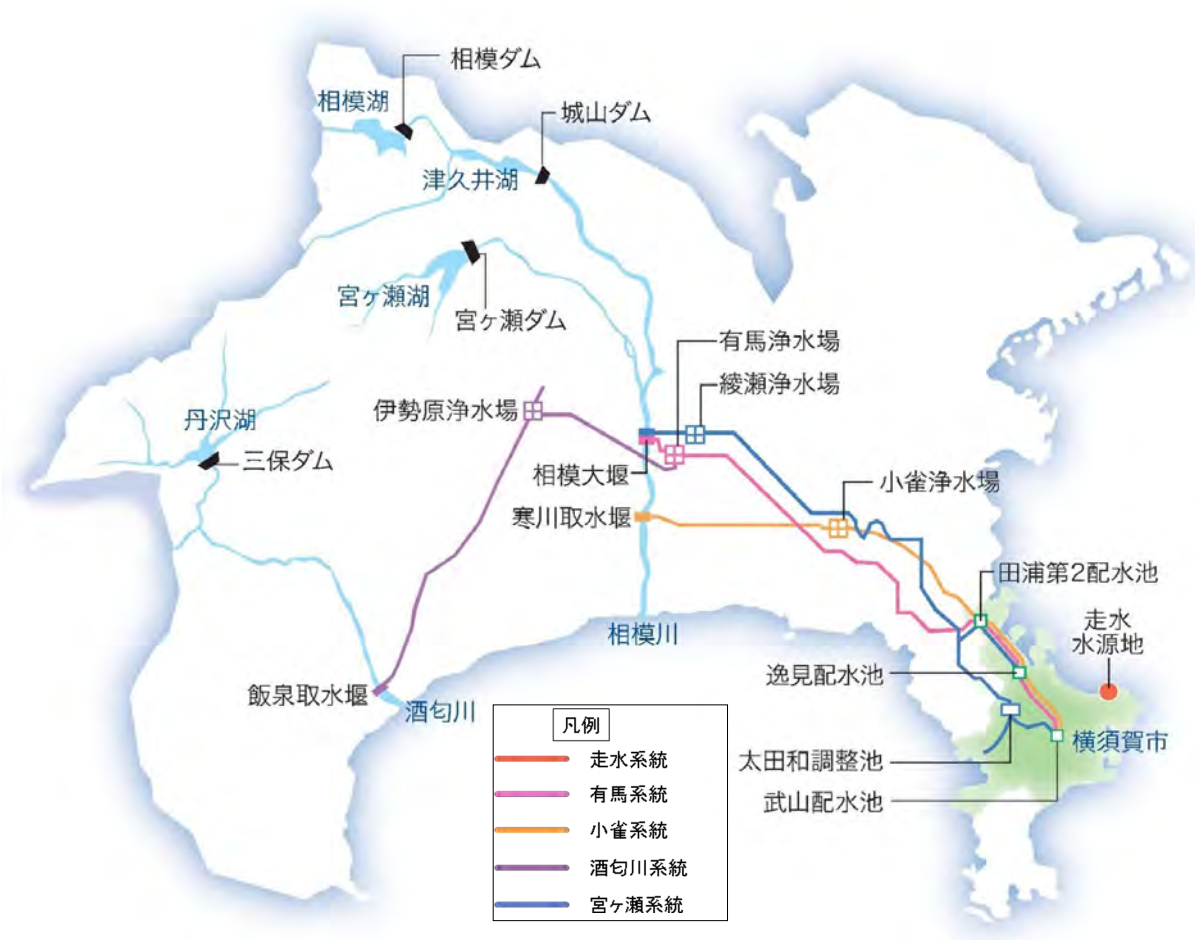 相模ダム
相模湖
城山ダム
津久井湖
宮ヶ瀬湖
宮ヶ瀬ダム
有馬浄水場
綾瀬浄水場
伊勢原浄水場
丹沢湖
三保ダム
相模大堰
小雀浄水場
寒川取水堰
田浦第2配水池
走水
水源地
相模川
逸見配水池
飯泉取水堰
酒匂川
横須賀市
太田和調整池
武山配水池
凡例
走水系統
有馬系統
小雀系統
酒匂川系統
宮ヶ瀬系統